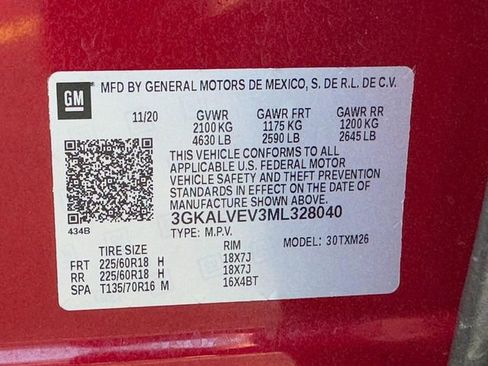 GM
MFD BY GENERAL MOTORS DE MEXICO, S. DE R.L. DE C.V.
11/20 GVWR GAWR FRT GAWR RR
2100 KG 1175 KG 1200 KG
4630 LB 2590 LB 2645 LB
THIS VEHICLE CONFORMS TO ALL
APPLICABLE U.S. FEDERAL MOTOR
VEHICLE SAFETY AND THEFT PREVENTION
STANDARDS IN EFFECT ON THE DATE OF
MANUFACTURE SHOWN ABOVE.
434B
3GKALVEV3ML328040
TYPE: M.P.V. MODEL: 30TXM26
TIRE SIZE RIM
FRT 225/60R18 H 18X7J
RR 225/60R18 H 18X7J
SPA T135/70R16 M 16X4BT